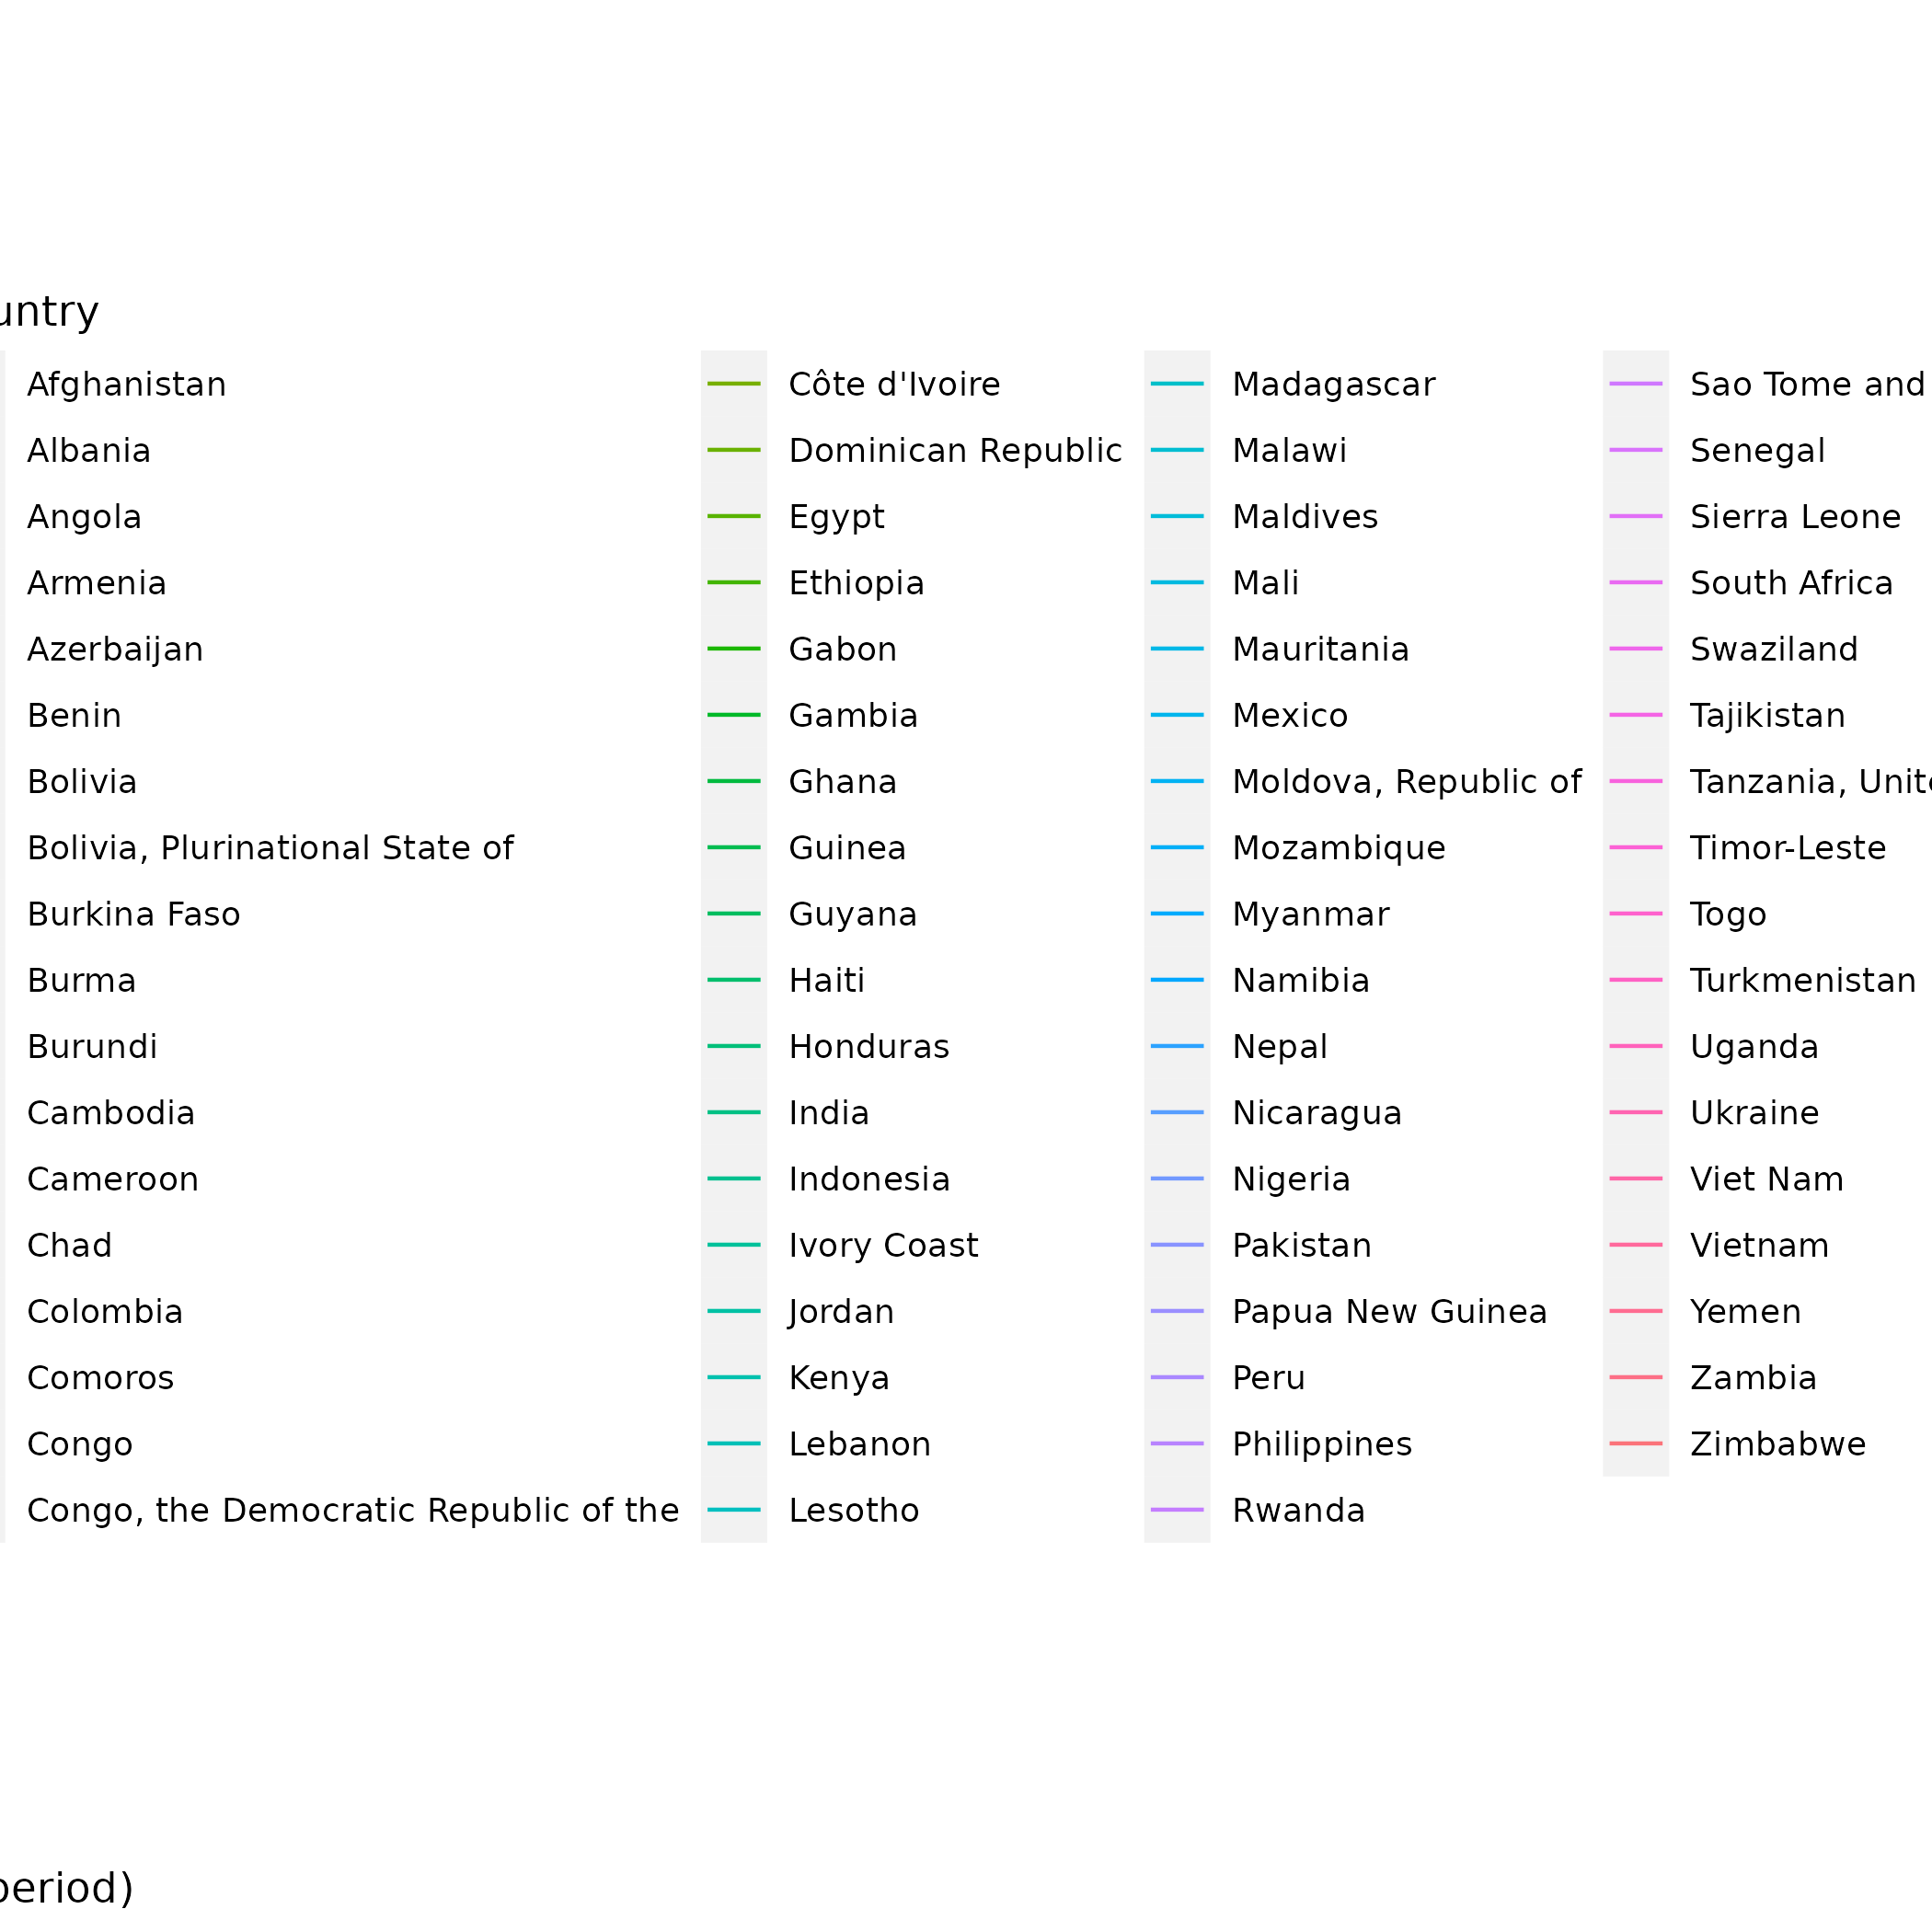 untry
Afghanistan
Albania
Angola
Armenia
Azerbaijan
Benin
Bolivia
Bolivia, Plurinational State of
Burkina Faso
Burma
Burundi
Cambodia
Cameroon
Chad
Colombia
Comoros
Congo
Congo, the Democratic Republic of the
Côte d'Ivoire
Dominican Republic
Egypt
Ethiopia
Gabon
Gambia
Ghana
Guinea
Guyana
Haiti
Honduras
India
Indonesia
Ivory Coast
Jordan
Kenya
Lebanon
Lesotho
Madagascar
Malawi
Maldives
Mali
Mauritania
Mexico
Moldova, Republic of
Mozambique
Myanmar
Namibia
Nepal
Nicaragua
Nigeria
Pakistan
Papua New Guinea
Peru
Philippines
Rwanda
Sao Tome and
Senegal
Sierra Leone
South Africa
Swaziland
Tajikistan
Tanzania, Unite
Timor-Leste
Togo
Turkmenistan
Uganda
Ukraine
Viet Nam
Vietnam
Yemen
Zambia
Zimbabwe
period)